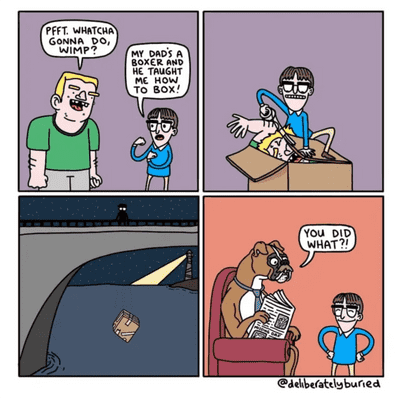 PFFT. WHATCHA
GONNA DO,
WIMP?
MY DAD'S A
BOXER AND
HE TAUGHT
ME HOW
TO BOX!
YOU DID
WHAT?!
@deliberatelyburied